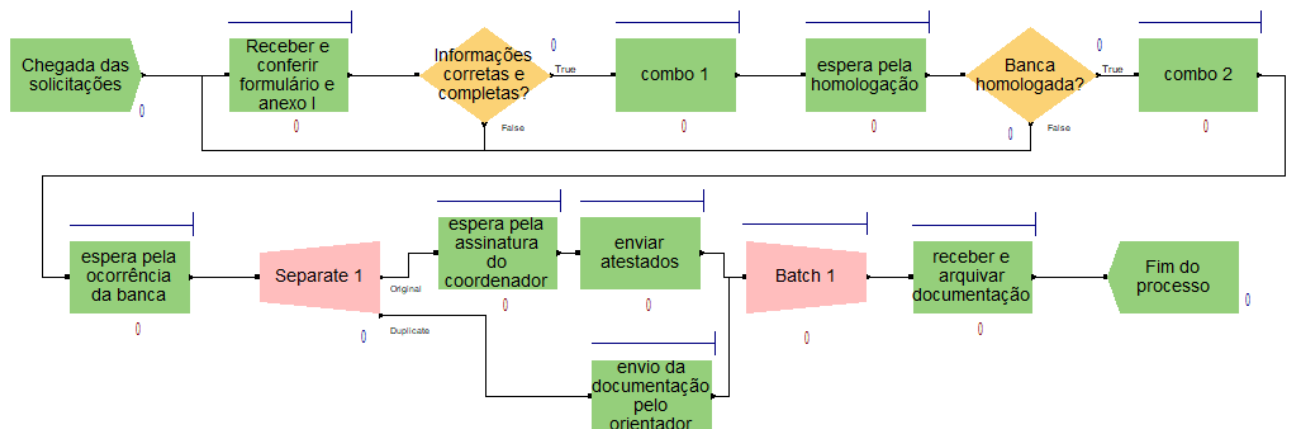 Chegada das
solicitações
0
Receber e
conferir
formulário e
anexo I
0
Informações
corretas e
completas?
0
True
False
combo 1
0
espera pela
homologação
0
Banca
homologada?
0
True
0
False
combo 2
0
espera pela
ocorrência
da banca
0
Separate 1
Original
0
Duplicate
espera pela
assinatura
do
coordenador
0
enviar
atestados
0
envio da
documentação
pelo
orientador
Batch 1
0
receber e
arquivar
documentação
0
Fim do
processo
0